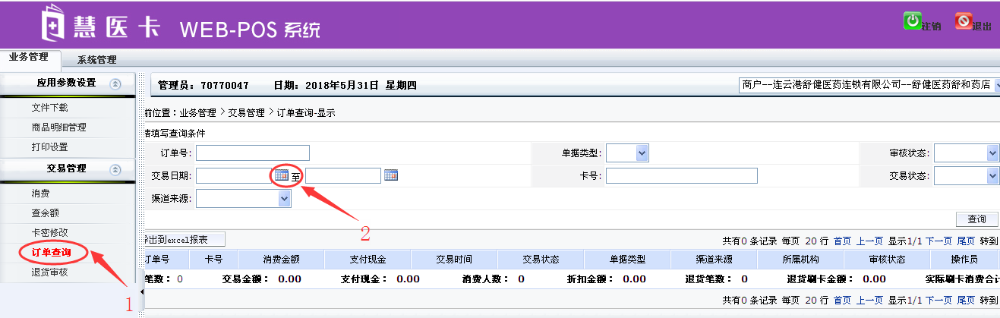 慧医卡 WEB-POS 系统
注销 退出
业务管理 系统管理
应用参数设置
文件下载
商品明细管理
打印设置
交易管理
消费
查余额
卡密修改
订单查询
退货审核
1
管理员：70770047 日期：2018年5月31日 星期四 商户--连云港舒健医药连锁有限公司--舒健医药舒和药店
前位置：业务管理 > 交易管理 > 订单查询-显示
请填写查询条件
订单号: 单据类型: 审核状态:
交易日期: 至 卡号: 交易状态:
渠道来源:
2
查询
导出到excel报表
共有0 条记录 每页 20 行 首页 上一页 显示1/1 下一页 尾页 转到
订单号 卡号 消费金额 支付现金 交易时间 交易状态 单据类型 渠道来源 所属机构 审核状态 操作员
笔数：0 交易金额：0.00 支付现金：0.00 消费人数：0 折扣金额：0.00 退货笔数：0 退货刷卡金额：0.00 实际刷卡消费合计
共有0 条记录 每页 20 行 首页 上一页 显示1/1 下一页 尾页 转到